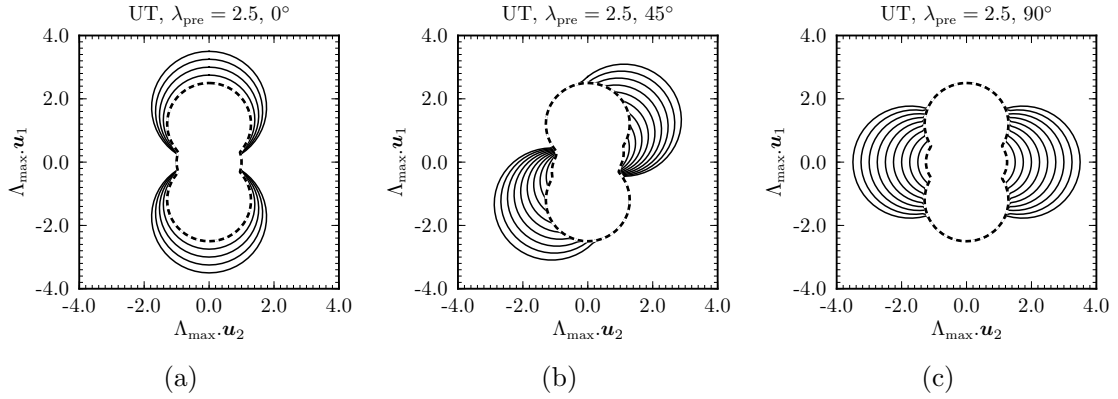 UT, λpre = 2.5, 0°
4.0
2.0
0.0
-2.0
-4.0
Λmax.u1
-4.0 -2.0 0.0 2.0 4.0
Λmax.u2
(a)
UT, λpre = 2.5, 45°
4.0
2.0
0.0
-2.0
-4.0
Λmax.u1
-4.0 -2.0 0.0 2.0 4.0
Λmax.u2
(b)
UT, λpre = 2.5, 90°
4.0
2.0
0.0
-2.0
-4.0
Λmax.u1
-4.0 -2.0 0.0 2.0 4.0
Λmax.u2
(c)